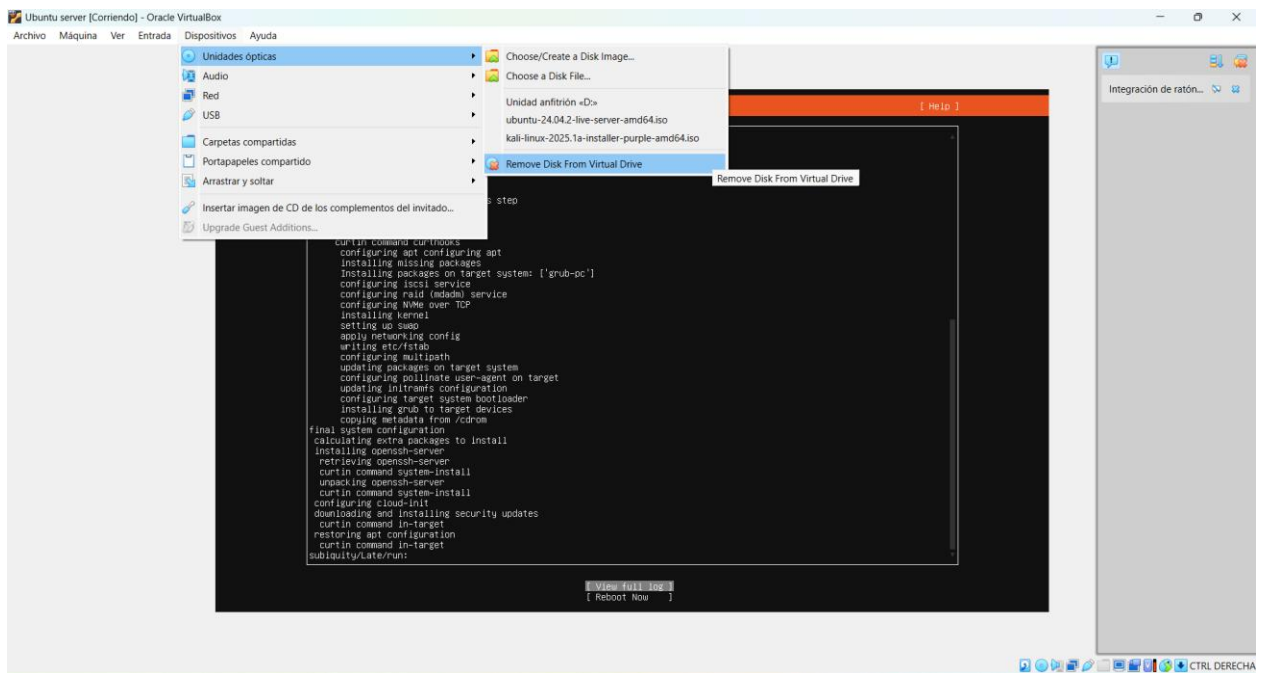 Ubuntu server [Corriendo] - Oracle VirtualBox
Archivo Máquina Ver Entrada Dispositivos Ayuda
Unidades ópticas
Audio
Red
USB
Carpetas compartidas
Portapapeles compartido
Arrastrar y soltar
Insertar imagen de CD de los complementos del invitado...
Upgrade Guest Additions...
Choose/Create a Disk Image...
Choose a Disk File...
Unidad anfitrión «D:»
ubuntu-24.04.2-live-server-amd64.iso
kali-linux-2025.1a-installer-purple-amd64.iso
Remove Disk From Virtual Drive
Remove Disk From Virtual Drive
[ Help ]
Integración de ratón...
step
curtin command curthooks
configuring apt configuring apt
installing missing packages
Installing packages on target system: ['grub-pc']
configuring iscsi service
configuring raid (mdadm) service
configuring NVMe over TCP
installing kernel
setting up swap
apply networking config
writing etc/fstab
configuring multipath
updating packages on target system
configuring pollinate user-agent on target
updating initramfs configuration
configuring target system bootloader
installing grub to target devices
copying metadata from /cdrom
final system configuration
calculating extra packages to install
installing openssh-server
retrieving openssh-server
curtin command system-install
unpacking openssh-server
curtin command system-install
configuring cloud-init
downloading and installing security updates
curtin command in-target
restoring apt configuration
curtin command in-target
subiquity/Late/run:
[ View full log ]
[ Reboot Now ]
CTRL DERECHA